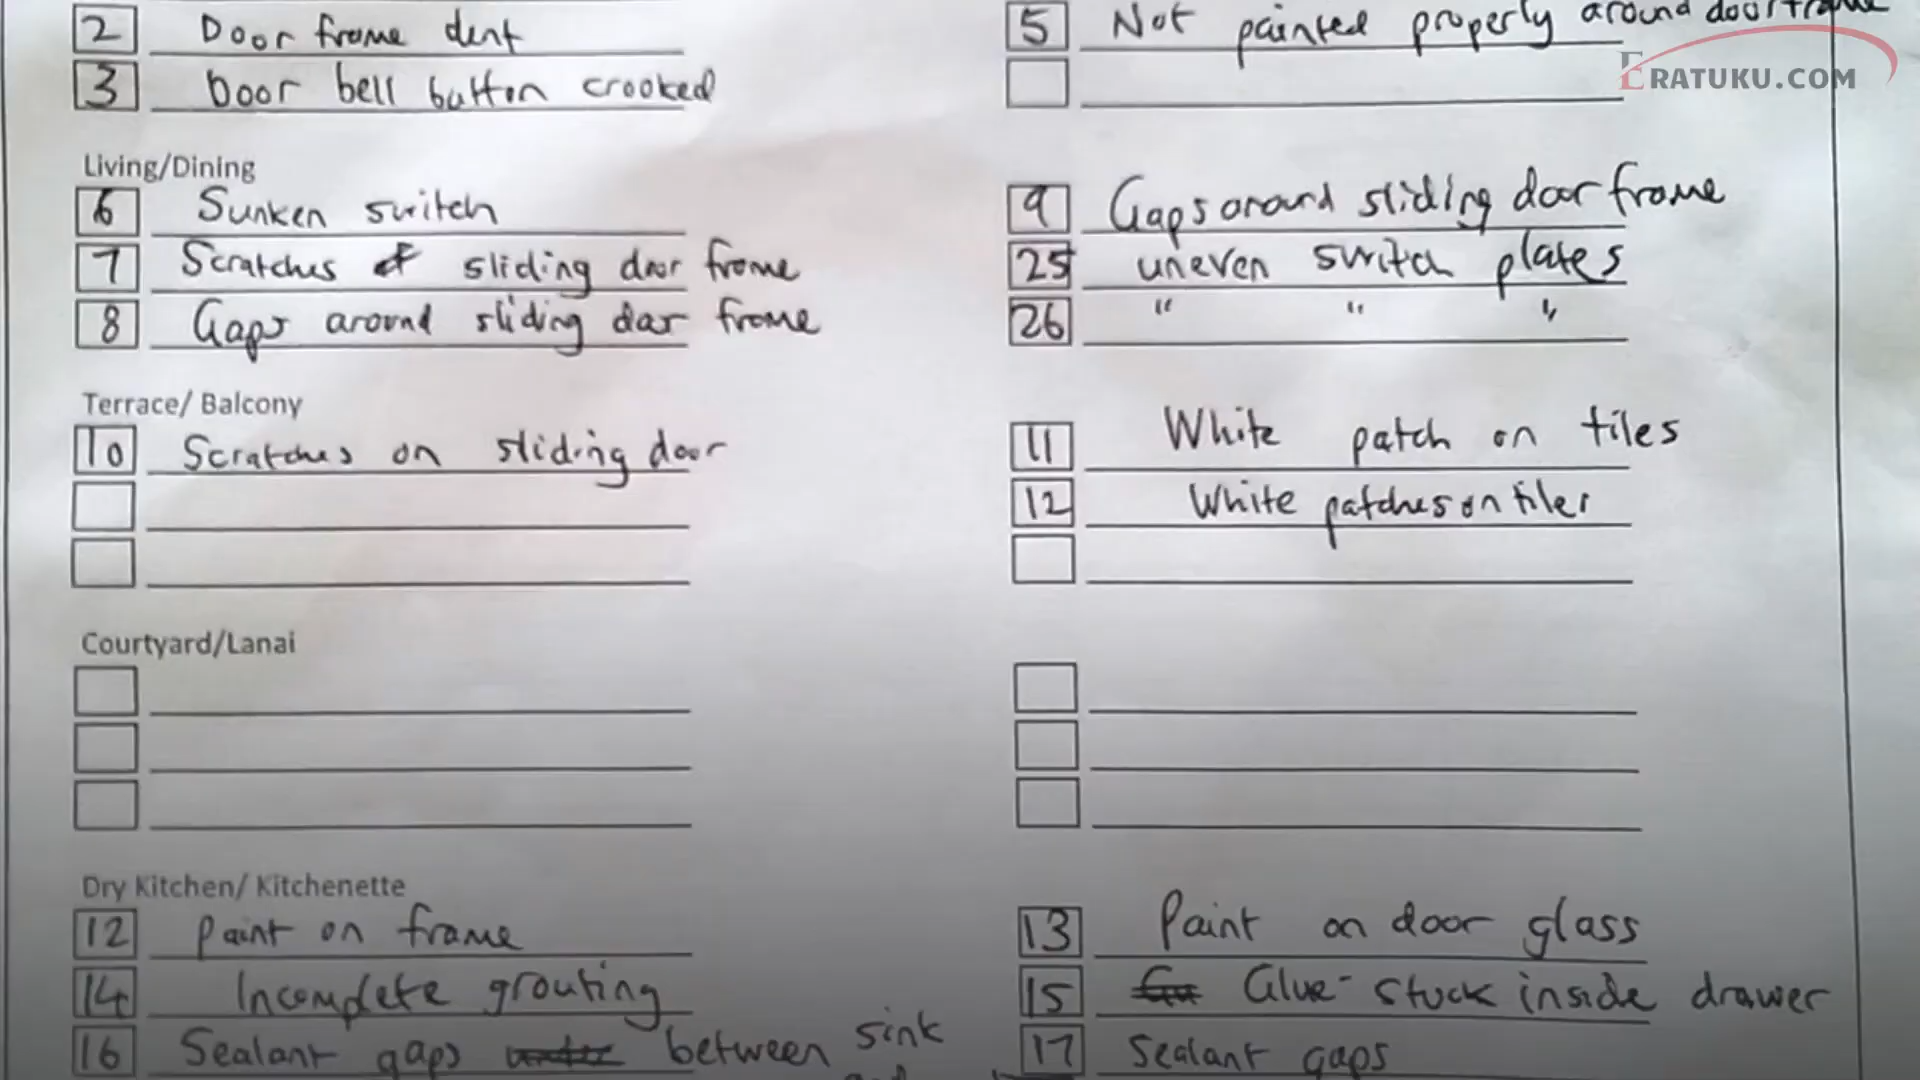 2 Door frame dent
3 Door bell button crooked
5 Not painted properly around door frame
ERATUKU.COM
Living/Dining
6 Sunken switch
7 Scratches of sliding door frame
8 Gaps around sliding door frame
9 Gaps around sliding door frame
25 uneven switch plates
26 " " "
Terrace/ Balcony
10 Scratches on sliding door
11 White patch on tiles
12 White patches on tiles
Courtyard/Lanai
Dry Kitchen/ Kitchenette
12 Paint on frame
14 Incomplete grouting
16 Sealant gaps between sink
13 Paint on door glass
15 Glue stuck inside drawer
17 Sealant gaps